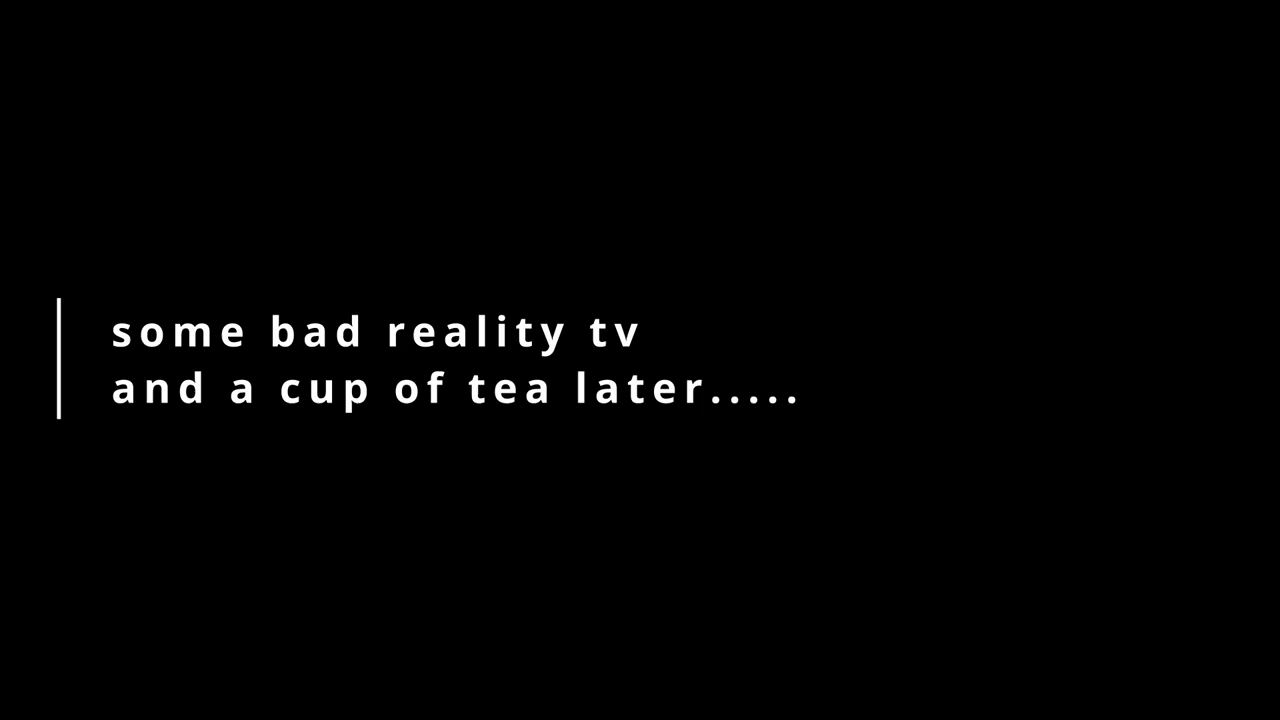 some bad reality tv
and a cup of tea later.....